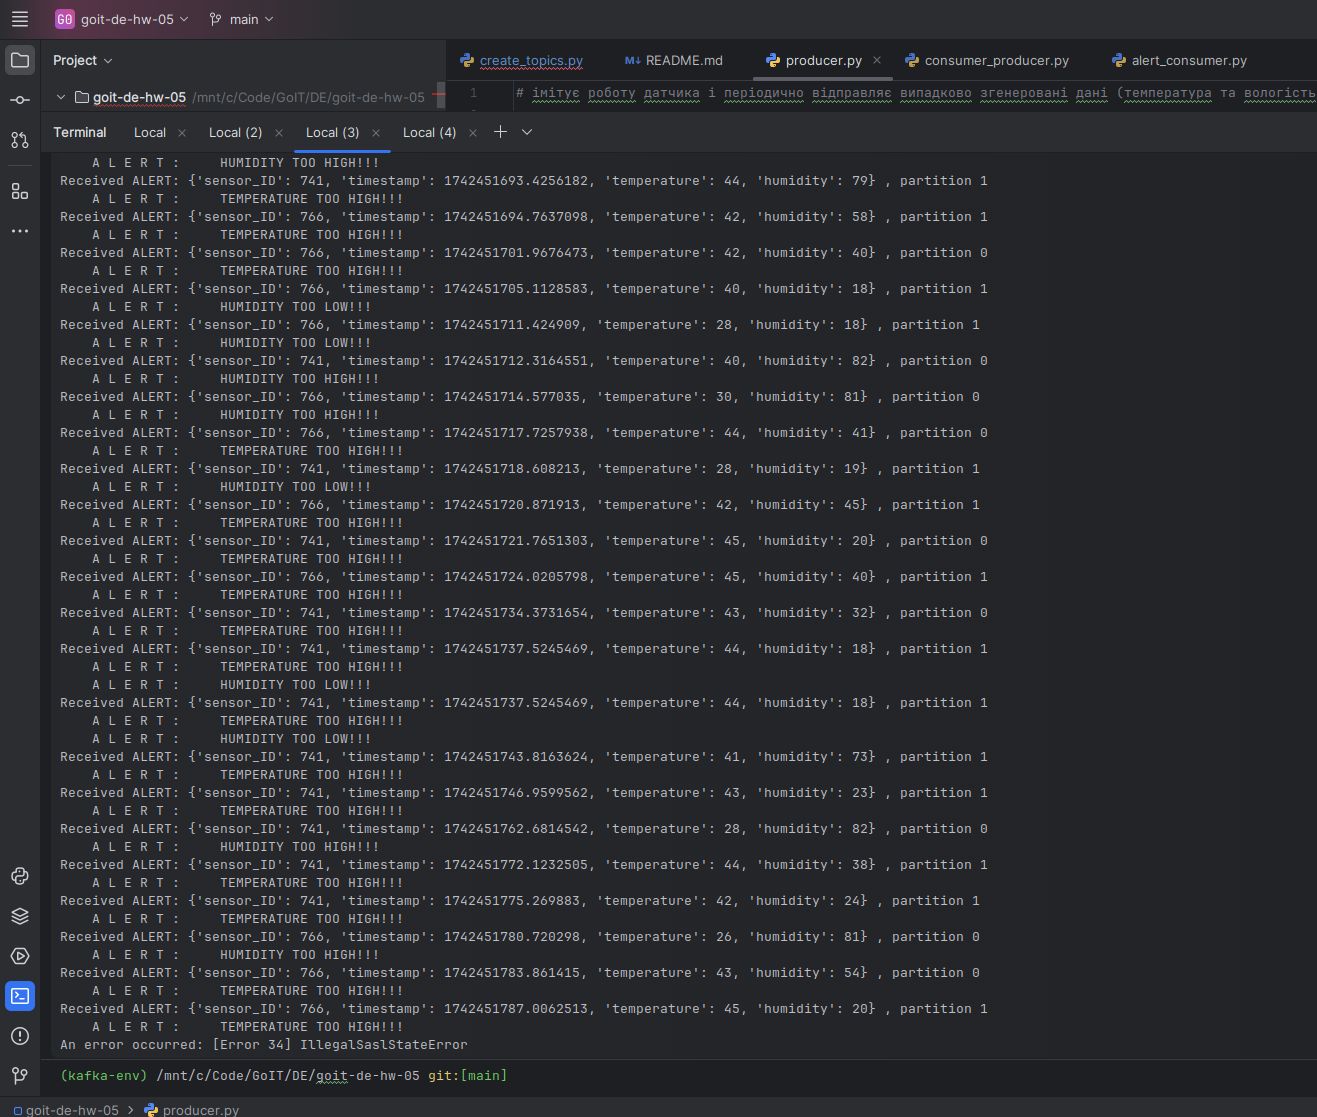 GO goit-de-hw-05 main
Project
create_topics.py M↓ README.md producer.py consumer_producer.py alert_consumer.py
goit-de-hw-05 /mnt/c/Code/GoIT/DE/goit-de-hw-05
1 # імітує роботу датчика і періодично відправляє випадково згенеровані дані (температура та вологість
Terminal Local Local (2) Local (3) Local (4)
A L E R T : HUMIDITY TOO HIGH!!!
Received ALERT: {'sensor_ID': 741, 'timestamp': 1742451693.4256182, 'temperature': 44, 'humidity': 79} , partition 1
A L E R T : TEMPERATURE TOO HIGH!!!
Received ALERT: {'sensor_ID': 766, 'timestamp': 1742451694.7637098, 'temperature': 42, 'humidity': 58} , partition 1
A L E R T : TEMPERATURE TOO HIGH!!!
Received ALERT: {'sensor_ID': 766, 'timestamp': 1742451701.9676473, 'temperature': 42, 'humidity': 40} , partition 0
A L E R T : TEMPERATURE TOO HIGH!!!
Received ALERT: {'sensor_ID': 766, 'timestamp': 1742451705.1128583, 'temperature': 40, 'humidity': 18} , partition 1
A L E R T : HUMIDITY TOO LOW!!!
Received ALERT: {'sensor_ID': 766, 'timestamp': 1742451711.424909, 'temperature': 28, 'humidity': 18} , partition 1
A L E R T : HUMIDITY TOO LOW!!!
Received ALERT: {'sensor_ID': 741, 'timestamp': 1742451712.3164551, 'temperature': 40, 'humidity': 82} , partition 0
A L E R T : HUMIDITY TOO HIGH!!!
Received ALERT: {'sensor_ID': 766, 'timestamp': 1742451714.577035, 'temperature': 30, 'humidity': 81} , partition 0
A L E R T : HUMIDITY TOO HIGH!!!
Received ALERT: {'sensor_ID': 766, 'timestamp': 1742451717.7257938, 'temperature': 44, 'humidity': 41} , partition 0
A L E R T : TEMPERATURE TOO HIGH!!!
Received ALERT: {'sensor_ID': 741, 'timestamp': 1742451718.608213, 'temperature': 28, 'humidity': 19} , partition 1
A L E R T : HUMIDITY TOO LOW!!!
Received ALERT: {'sensor_ID': 766, 'timestamp': 1742451720.871913, 'temperature': 42, 'humidity': 45} , partition 1
A L E R T : TEMPERATURE TOO HIGH!!!
Received ALERT: {'sensor_ID': 741, 'timestamp': 1742451721.7651303, 'temperature': 45, 'humidity': 20} , partition 0
A L E R T : TEMPERATURE TOO HIGH!!!
Received ALERT: {'sensor_ID': 766, 'timestamp': 1742451724.0205798, 'temperature': 45, 'humidity': 40} , partition 1
A L E R T : TEMPERATURE TOO HIGH!!!
Received ALERT: {'sensor_ID': 741, 'timestamp': 1742451734.3731654, 'temperature': 43, 'humidity': 32} , partition 0
A L E R T : TEMPERATURE TOO HIGH!!!
Received ALERT: {'sensor_ID': 741, 'timestamp': 1742451737.5245469, 'temperature': 44, 'humidity': 18} , partition 1
A L E R T : TEMPERATURE TOO HIGH!!!
A L E R T : HUMIDITY TOO LOW!!!
Received ALERT: {'sensor_ID': 741, 'timestamp': 1742451737.5245469, 'temperature': 44, 'humidity': 18} , partition 1
A L E R T : TEMPERATURE TOO HIGH!!!
A L E R T : HUMIDITY TOO LOW!!!
Received ALERT: {'sensor_ID': 741, 'timestamp': 1742451743.8163624, 'temperature': 41, 'humidity': 73} , partition 1
A L E R T : TEMPERATURE TOO HIGH!!!
Received ALERT: {'sensor_ID': 741, 'timestamp': 1742451746.9599562, 'temperature': 43, 'humidity': 23} , partition 1
A L E R T : TEMPERATURE TOO HIGH!!!
Received ALERT: {'sensor_ID': 741, 'timestamp': 1742451762.6814542, 'temperature': 28, 'humidity': 82} , partition 0
A L E R T : HUMIDITY TOO HIGH!!!
Received ALERT: {'sensor_ID': 741, 'timestamp': 1742451772.1232505, 'temperature': 44, 'humidity': 38} , partition 1
A L E R T : TEMPERATURE TOO HIGH!!!
Received ALERT: {'sensor_ID': 741, 'timestamp': 1742451775.269883, 'temperature': 42, 'humidity': 24} , partition 1
A L E R T : TEMPERATURE TOO HIGH!!!
Received ALERT: {'sensor_ID': 766, 'timestamp': 1742451780.720298, 'temperature': 26, 'humidity': 81} , partition 0
A L E R T : HUMIDITY TOO HIGH!!!
Received ALERT: {'sensor_ID': 766, 'timestamp': 1742451783.861415, 'temperature': 43, 'humidity': 54} , partition 0
A L E R T : TEMPERATURE TOO HIGH!!!
Received ALERT: {'sensor_ID': 766, 'timestamp': 1742451787.0062513, 'temperature': 45, 'humidity': 20} , partition 1
A L E R T : TEMPERATURE TOO HIGH!!!
An error occurred: [Error 34] IllegalSaslStateError
(kafka-env) /mnt/c/Code/GoIT/DE/goit-de-hw-05 git:[main]
goit-de-hw-05 > producer.py